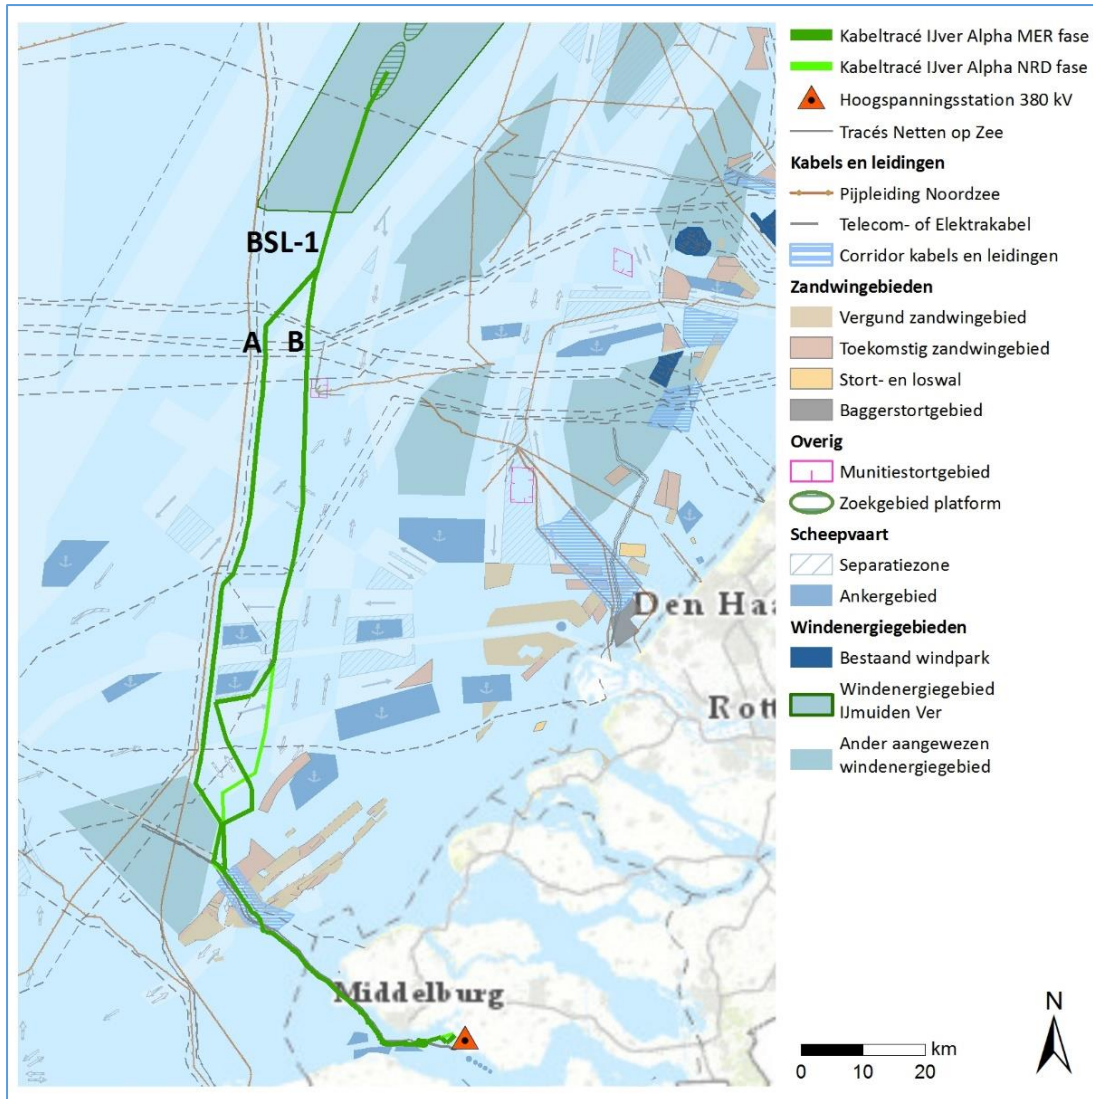 BSL-1
A
B
Den Haa
Rott
Middelburg
Kabeltracé IJver Alpha MER fase
Kabeltracé IJver Alpha NRD fase
Hoogspanningsstation 380 kV
Tracés Netten op Zee
Kabels en leidingen
Pijpleiding Noordzee
Telecom- of Elektrakabel
Corridor kabels en leidingen
Zandwingebieden
Vergund zandwingebied
Toekomstig zandwingebied
Stort- en loswal
Baggerstortgebied
Overig
Munitiestortgebied
Zoekgebied platform
Scheepvaart
Separatiezone
Ankergebied
Windenergiegebieden
Bestaand windpark
Windenergiegebied
IJmuiden Ver
Ander aangewezen
windenergiegebied
N
km
0 10 20